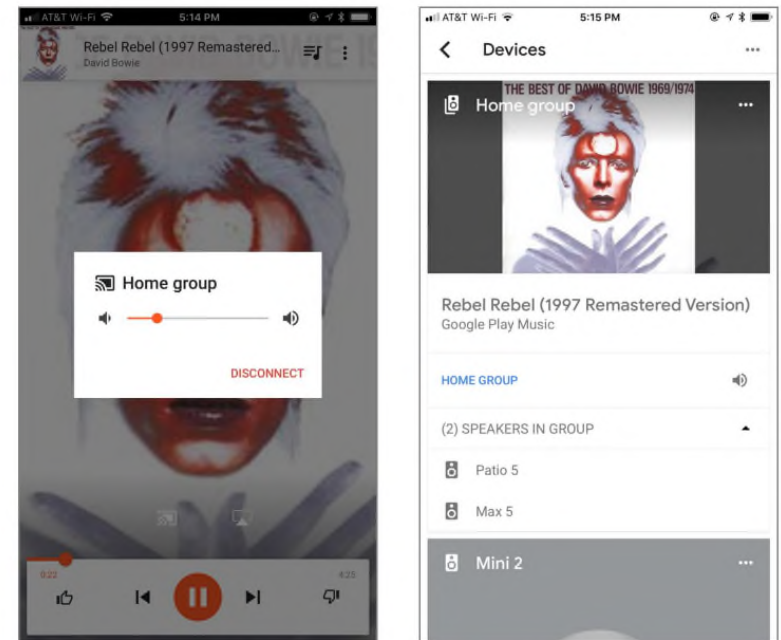 AT&T Wi-Fi 5:14 PM
Rebel Rebel (1997 Remastered...
David Bowie
Home group
DISCONNECT
0:22 4:25
AT&T Wi-Fi 5:15 PM
Devices
THE BEST OF DAVID BOWIE 1969/1974
Home group
Rebel Rebel (1997 Remastered Version)
Google Play Music
HOME GROUP
(2) SPEAKERS IN GROUP
Patio 5
Max 5
Mini 2